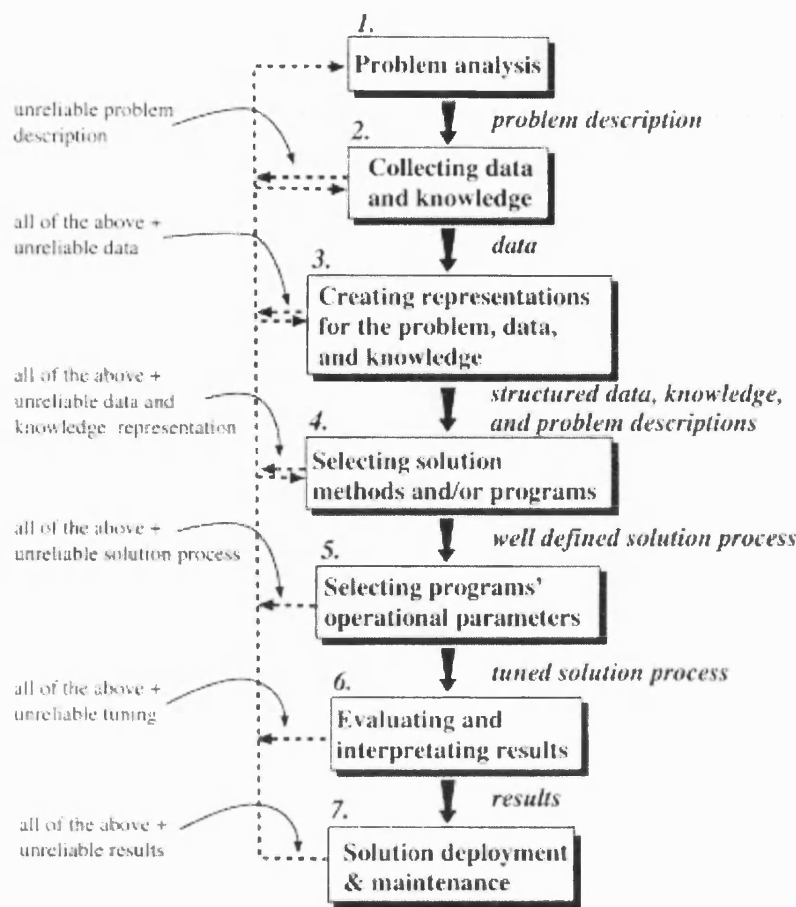 1.
Problem analysis
unreliable problem
description
problem description
2.
Collecting data
and knowledge
all of the above +
unreliable data
data
3.
Creating representations
for the problem, data,
and knowledge
all of the above +
unreliable data and
knowledge representation
structured data, knowledge,
and problem descriptions
4.
Selecting solution
methods and/or programs
all of the above +
unreliable solution process
well defined solution process
5.
Selecting programs'
operational parameters
tuned solution process
all of the above +
unreliable tuning
6.
Evaluating and
interpretating results
results
all of the above +
unreliable results
7.
Solution deployment
& maintenance